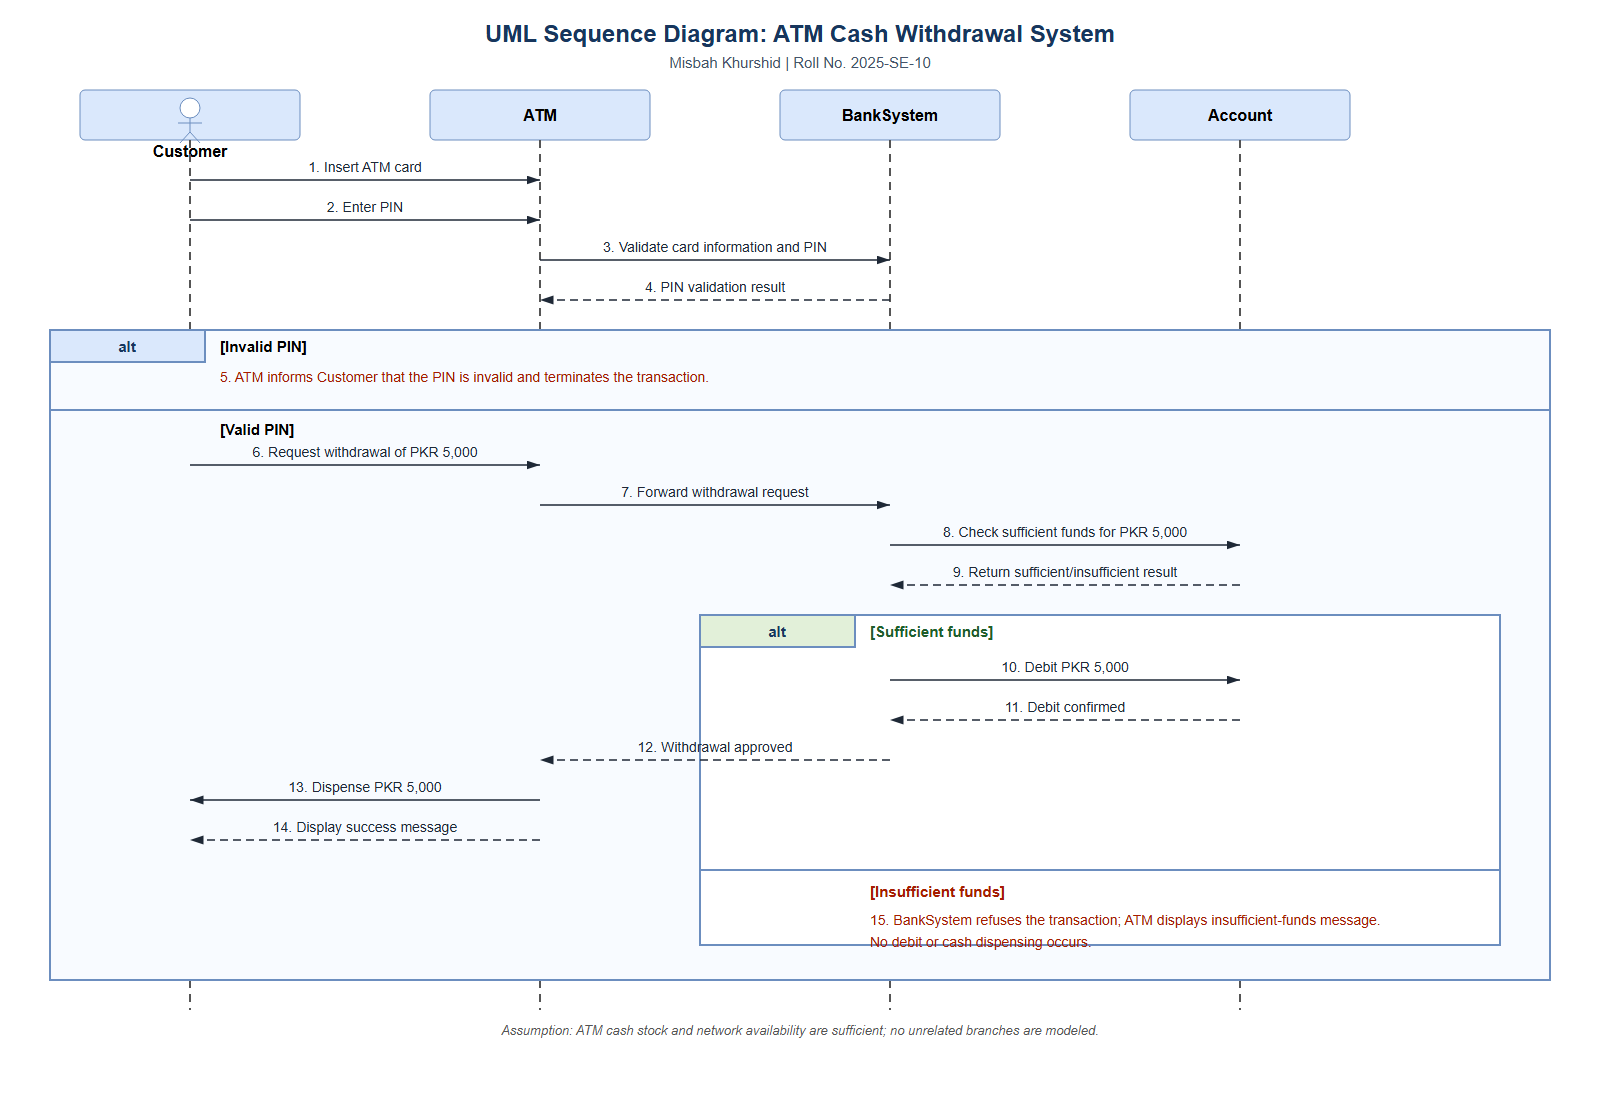 UML Sequence Diagram: ATM Cash Withdrawal System
Misbah Khurshid | Roll No. 2025-SE-10
Customer
ATM
BankSystem
Account
1. Insert ATM card
2. Enter PIN
3. Validate card information and PIN
4. PIN validation result
alt
[Invalid PIN]
5. ATM informs Customer that the PIN is invalid and terminates the transaction.
[Valid PIN]
6. Request withdrawal of PKR 5,000
7. Forward withdrawal request
8. Check sufficient funds for PKR 5,000
9. Return sufficient/insufficient result
alt
[Sufficient funds]
10. Debit PKR 5,000
11. Debit confirmed
12. Withdrawal approved
13. Dispense PKR 5,000
14. Display success message
[Insufficient funds]
15. BankSystem refuses the transaction; ATM displays insufficient-funds message.
No debit or cash dispensing occurs.
Assumption: ATM cash stock and network availability are sufficient; no unrelated branches are modeled.